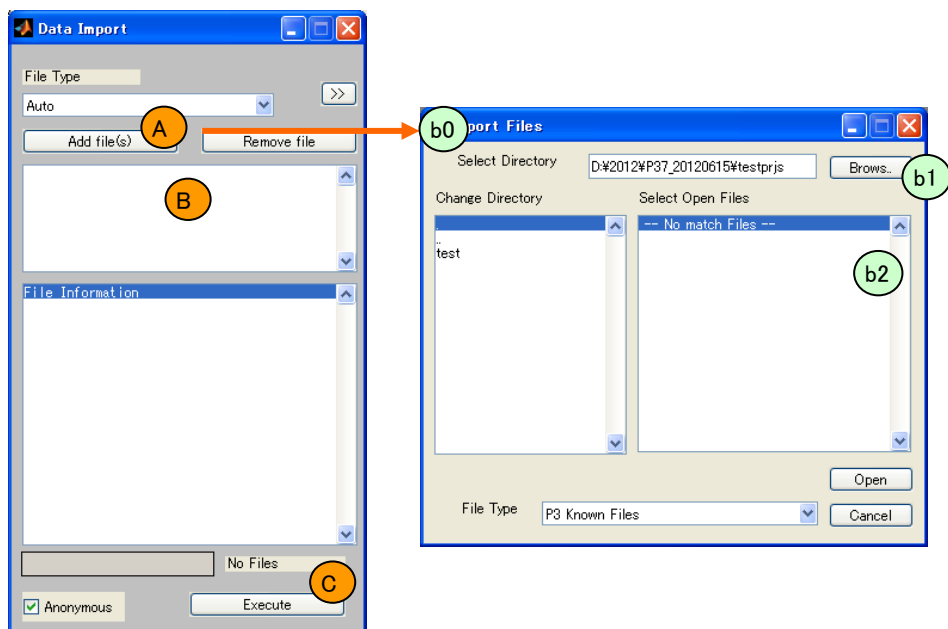 Data Import
File Type
Auto
>>
A
Add file(s)
Remove file
B
File Information
No Files
C
Anonymous
Execute
b0
port Files
Select Directory
D:¥2012¥P37_20120615¥testprjs
Brows..
b1
Change Directory
Select Open Files
.
-- No match Files --
..
test
b2
Open
File Type
P3 Known Files
Cancel